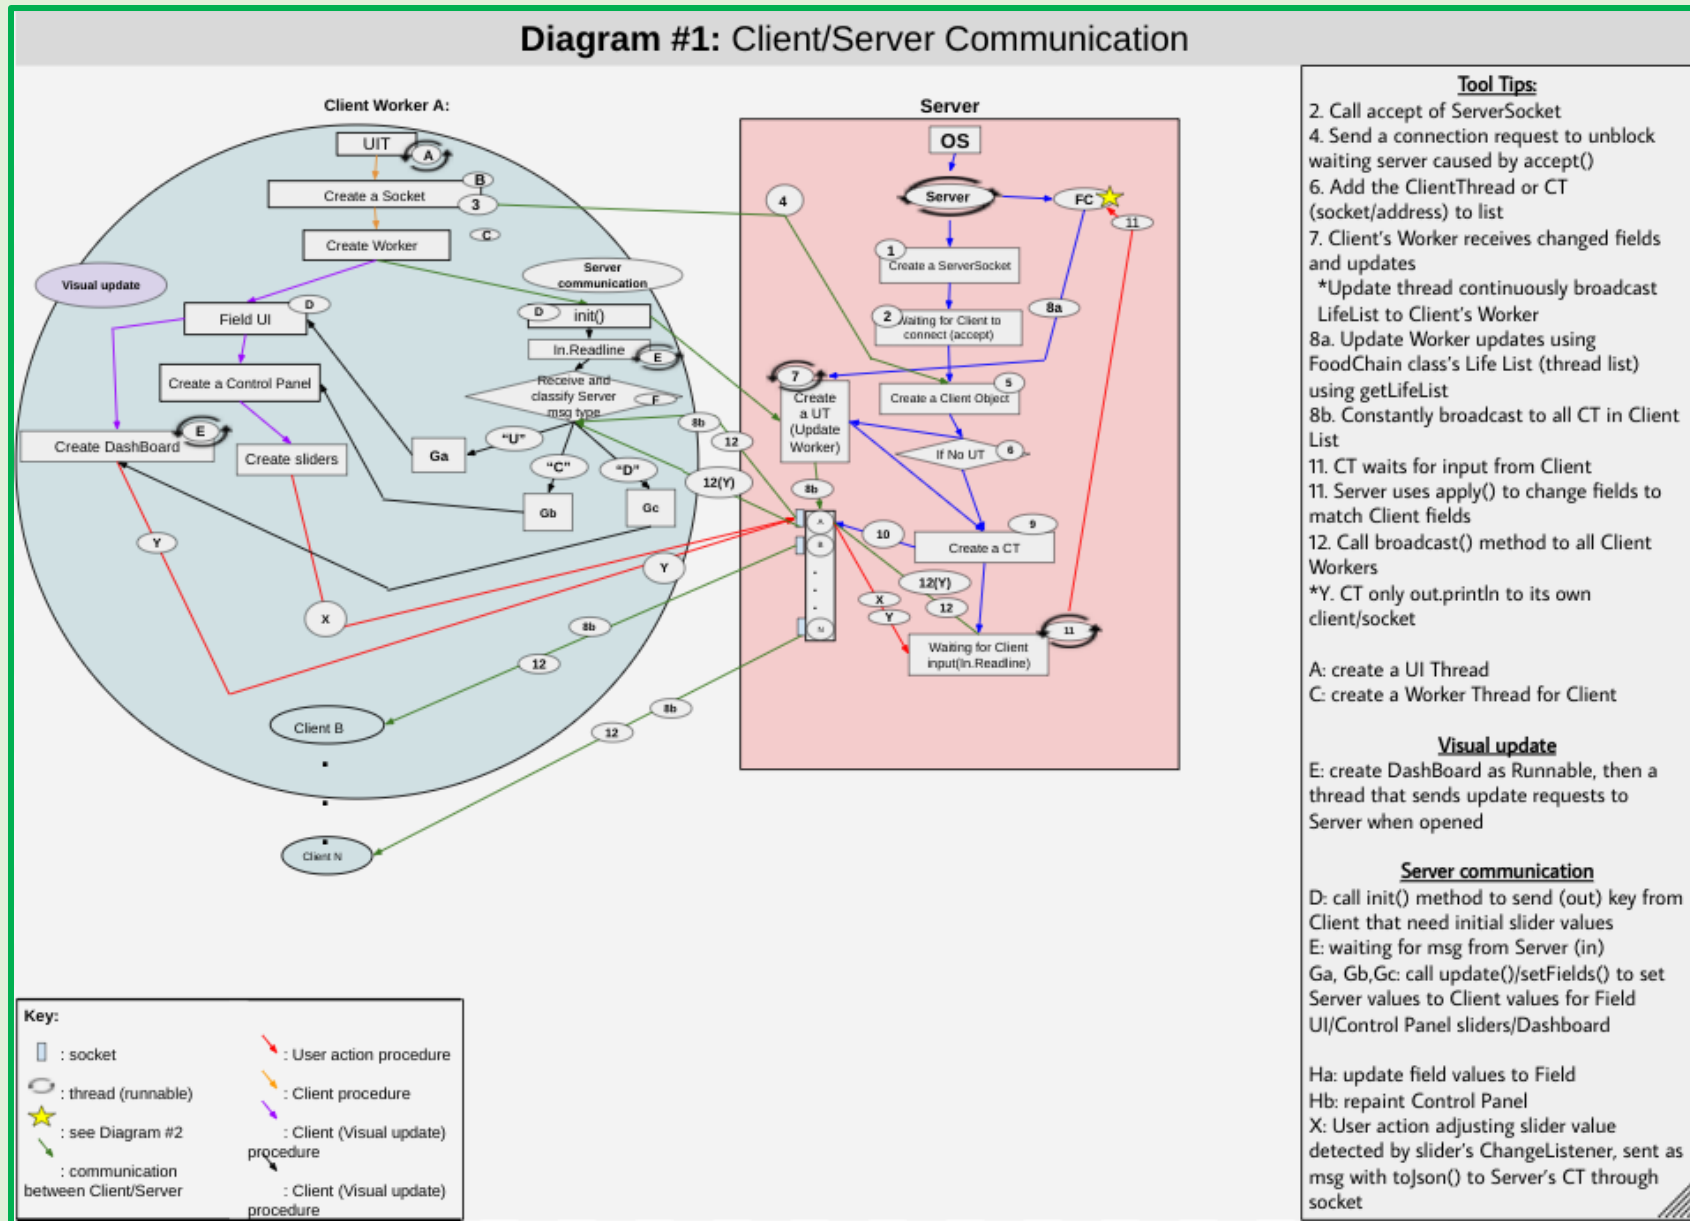 Diagram #1: Client/Server Communication
Client Worker A:
UIT
A
Create a Socket
B
3
Create Worker
C
Visual update
Server
communication
Field UI
D
D
init()
In.Readline
E
Create a Control Panel
Receive and
classify Server
msg type
F
Create DashBoard
E
Create sliders
Ga
"U"
"C"
"D"
Gb
Gc
Y
X
Y
8b
12
12(Y)
8b
12
8b
12
Client B
Client N
Server
OS
Server
FC
11
4
1
Create a ServerSocket
2
Waiting for Client to
connect (accept)
8a
7
Create
a UT
(Update
Worker)
5
Create a Client Object
If No UT
6
8b
A
B
N
10
9
Create a CT
12(Y)
12
X
Y
11
Waiting for Client
input(In.Readline)
Tool Tips:
2. Call accept of ServerSocket
4. Send a connection request to unblock
waiting server caused by accept()
6. Add the ClientThread or CT
(socket/address) to list
7. Client's Worker receives changed fields
and updates
*Update thread continuously broadcast
LifeList to Client's Worker
8a. Update Worker updates using
FoodChain class's Life List (thread list)
using getLifeList
8b. Constantly broadcast to all CT in Client
List
11. CT waits for input from Client
11. Server uses apply() to change fields to
match Client fields
12. Call broadcast() method to all Client
Workers
*Y. CT only out.println to its own
client/socket
A: create a UI Thread
C: create a Worker Thread for Client
Visual update
E: create DashBoard as Runnable, then a
thread that sends update requests to
Server when opened
Server communication
D: call init() method to send (out) key from
Client that need initial slider values
E: waiting for msg from Server (in)
Ga, Gb,Gc: call update()/setFields() to set
Server values to Client values for Field
UI/Control Panel sliders/Dashboard
Ha: update field values to Field
Hb: repaint Control Panel
X: User action adjusting slider value
detected by slider's ChangeListener, sent as
msg with toJson() to Server's CT through
socket
Key:
: socket
: thread (runnable)
: see Diagram #2
: communication
between Client/Server
: User action procedure
: Client procedure
: Client (Visual update)
procedure
: Client (Visual update)
procedure